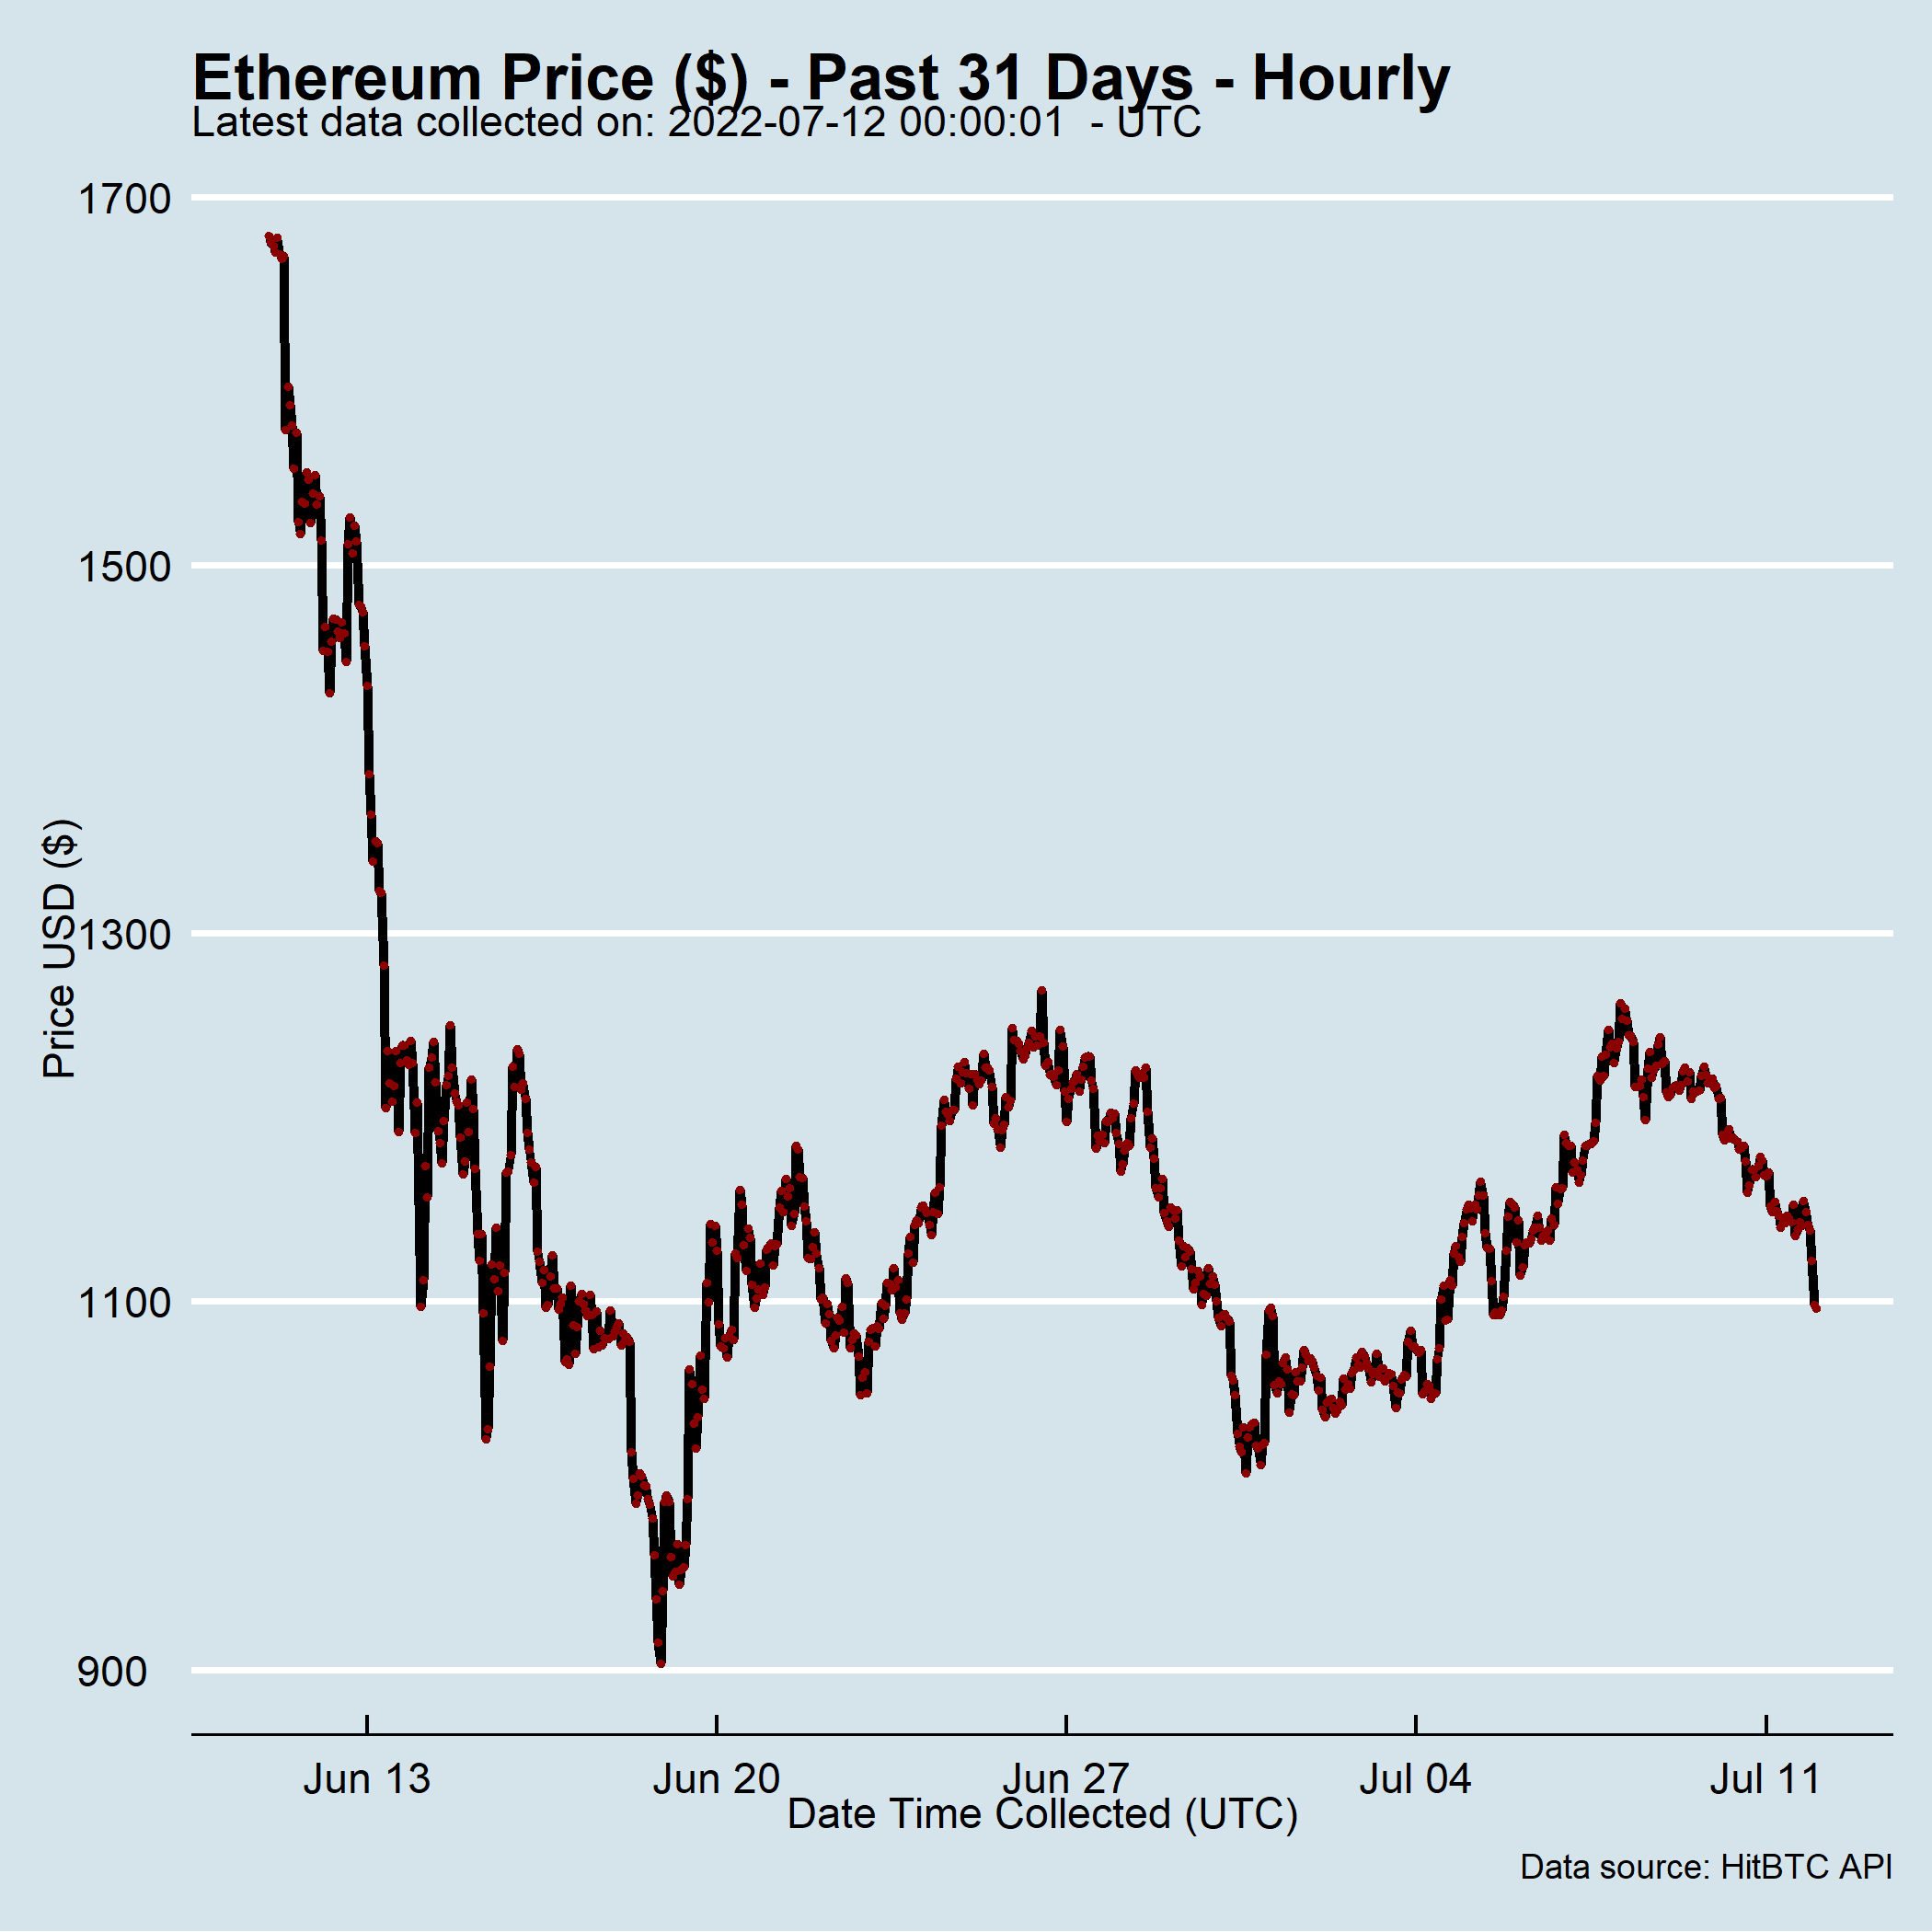 Ethereum Price ($) - Past 31 Days - Hourly
Latest data collected on: 2022-07-12 00:00:01  - UTC
1700
1500
1300
1100
900
Price USD ($)
Jun 13
Jun 20
Jun 27
Jul 04
Jul 11
Date Time Collected (UTC)
Data source: HitBTC API